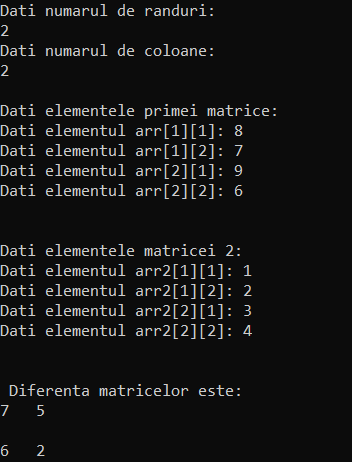 Dati numarul de randuri:
2
Dati numarul de coloane:
2
Dati elementele primei matrice:
Dati elementul arr[1][1]: 8
Dati elementul arr[1][2]: 7
Dati elementul arr[2][1]: 9
Dati elementul arr[2][2]: 6
Dati elementele matricei 2:
Dati elementul arr2[1][1]: 1
Dati elementul arr2[1][2]: 2
Dati elementul arr2[2][1]: 3
Dati elementul arr2[2][2]: 4
Diferenta matricelor este:
7 5
6 2